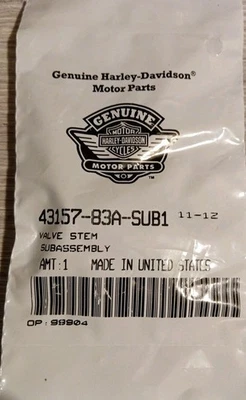 Genuine Harley-Davidson®
Motor Parts
GENUINE
MOTOR
HARLEY-DAVIDSON
CYCLES
MOTOR PARTS
™
43157-83A-SUB1 11-12
VALVE STEM
SUBASSEMBLY
AMT:1 MADE IN UNITED STATES
OP:99904